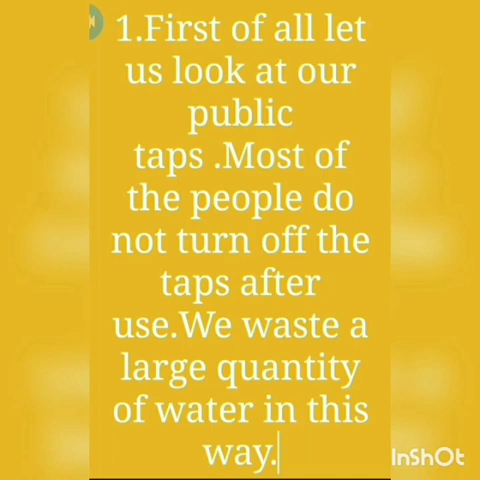 1.First of all let
us look at our
public
taps .Most of
the people do
not turn off the
taps after
use.We waste a
large quantity
of water in this
way.
InShOt